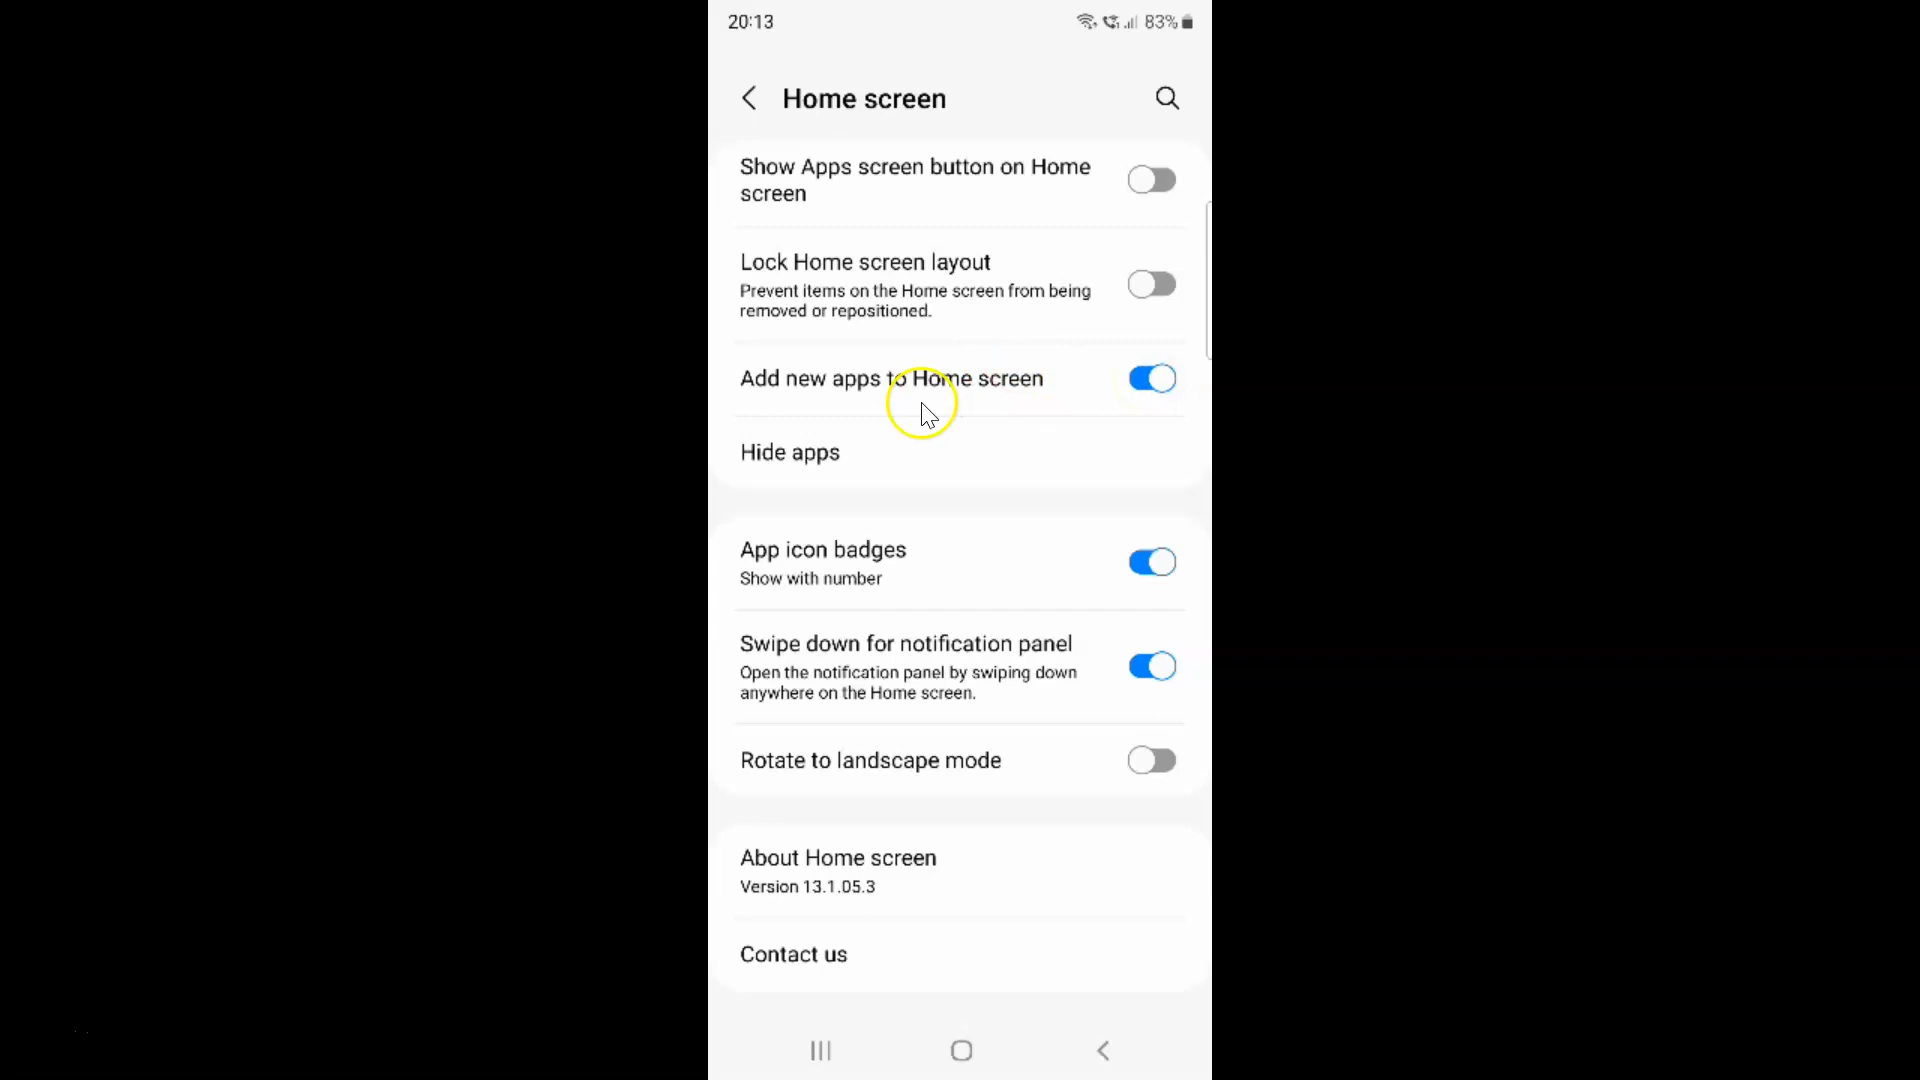 20:13 83%
Home screen
Show Apps screen button on Home
screen
Lock Home screen layout
Prevent items on the Home screen from being
removed or repositioned.
Add new apps to Home screen
Hide apps
App icon badges
Show with number
Swipe down for notification panel
Open the notification panel by swiping down
anywhere on the Home screen.
Rotate to landscape mode
About Home screen
Version 13.1.05.3
Contact us